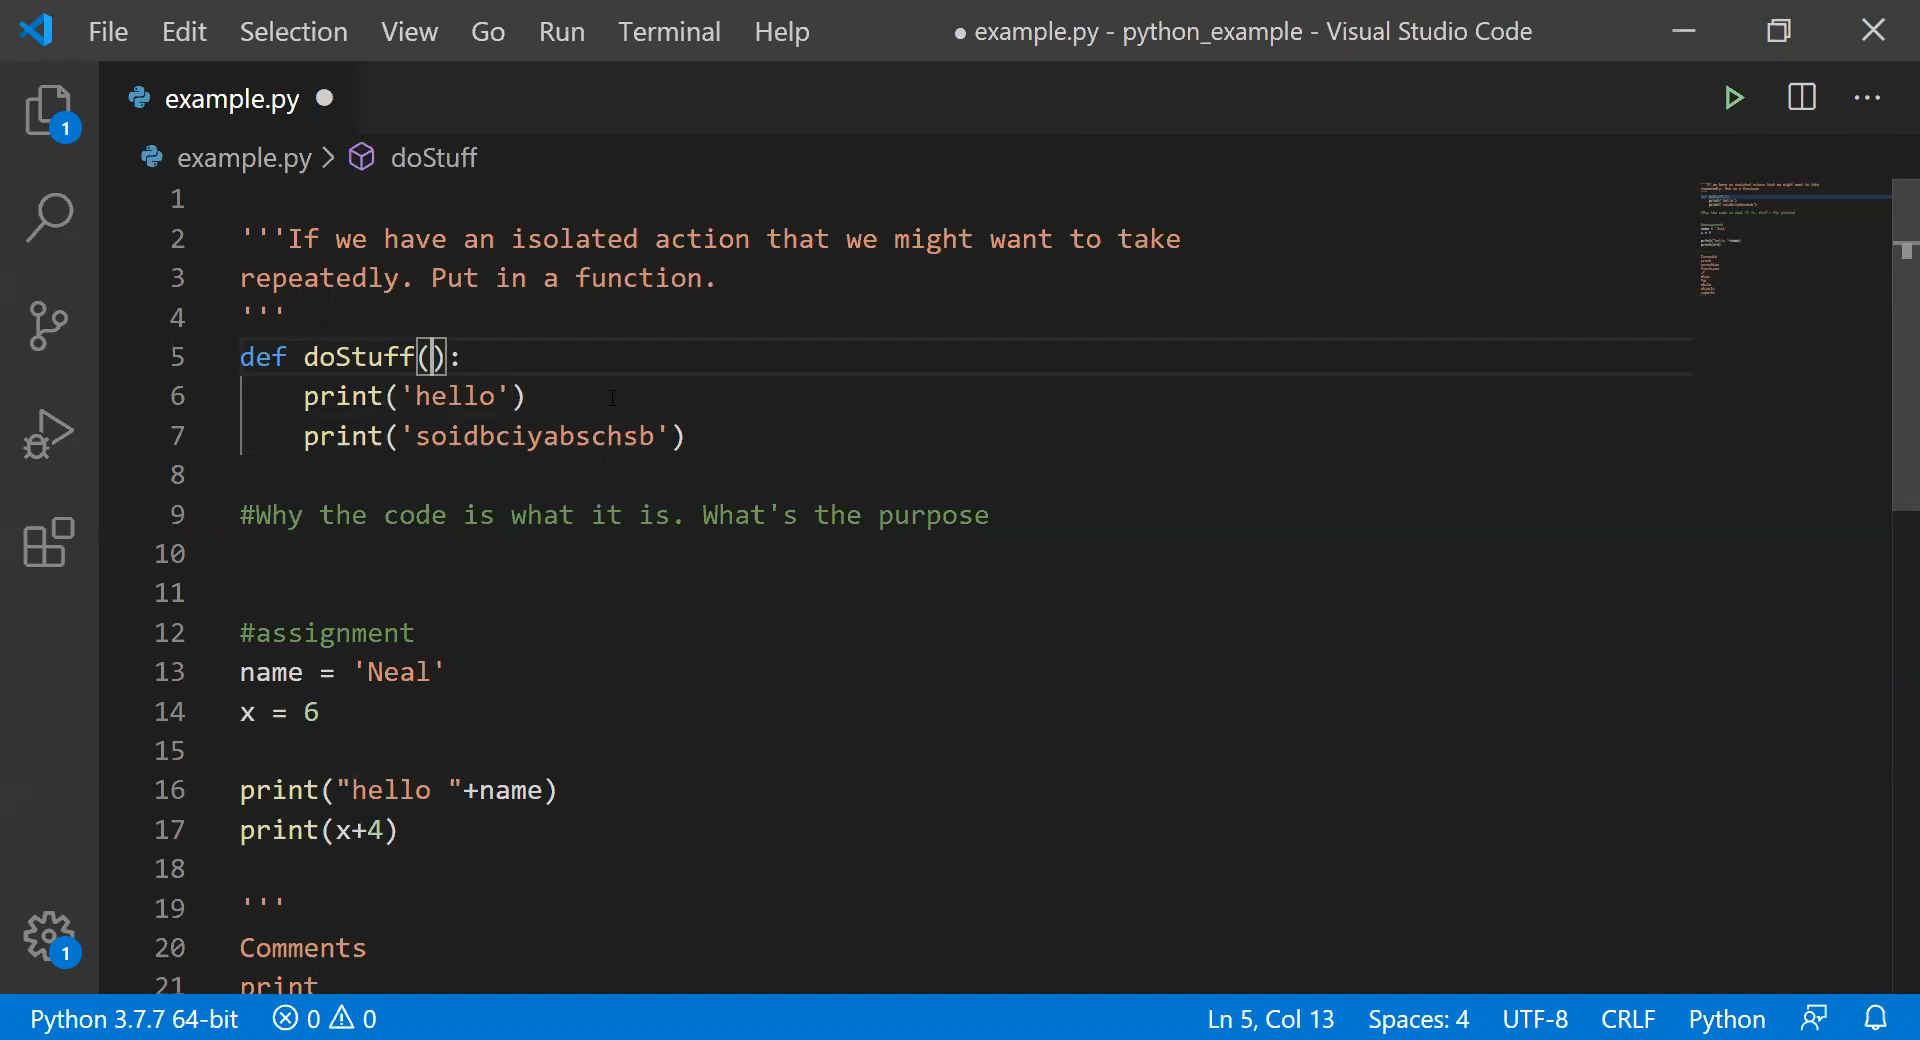 File Edit Selection View Go Run Terminal Help ● example.py - python_example - Visual Studio Code
example.py ●
example.py > doStuff
1
2 '''If we have an isolated action that we might want to take
3 repeatedly. Put in a function.
4 '''
5 def doStuff():
6 print('hello')
7 print('soidbciyabschsb')
8
9 #Why the code is what it is. What's the purpose
10
11
12 #assignment
13 name = 'Neal'
14 x = 6
15
16 print("hello "+name)
17 print(x+4)
18
19 '''
20 Comments
21 print
1
1
Python 3.7.7 64-bit 0 0 Ln 5, Col 13 Spaces: 4 UTF-8 CRLF Python